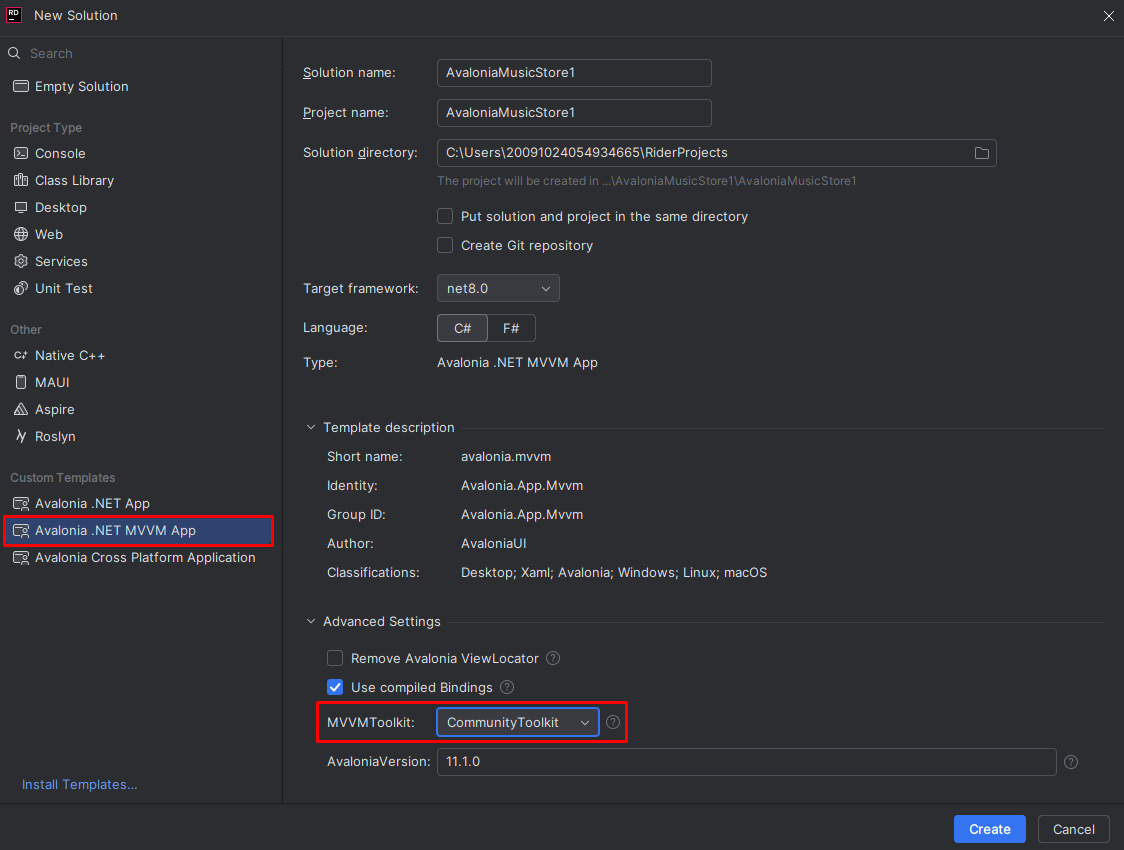 RD New Solution
Search
Empty Solution
Project Type
Console
Class Library
Desktop
Web
Services
Unit Test
Other
Native C++
MAUI
Aspire
Roslyn
Custom Templates
Avalonia .NET App
Avalonia .NET MVVM App
Avalonia Cross Platform Application
Install Templates...
Solution name: AvaloniaMusicStore1
Project name: AvaloniaMusicStore1
Solution directory: C:\Users\20091024054934665\RiderProjects
The project will be created in ...\AvaloniaMusicStore1\AvaloniaMusicStore1
Put solution and project in the same directory
Create Git repository
Target framework: net8.0
Language: C# F#
Type: Avalonia .NET MVVM App
Template description
Short name: avalonia.mvvm
Identity: Avalonia.App.Mvvm
Group ID: Avalonia.App.Mvvm
Author: AvaloniaUI
Classifications: Desktop; Xaml; Avalonia; Windows; Linux; macOS
Advanced Settings
Remove Avalonia ViewLocator ?
Use compiled Bindings ?
MVVMToolkit: CommunityToolkit ?
AvaloniaVersion: 11.1.0 ?
Create Cancel